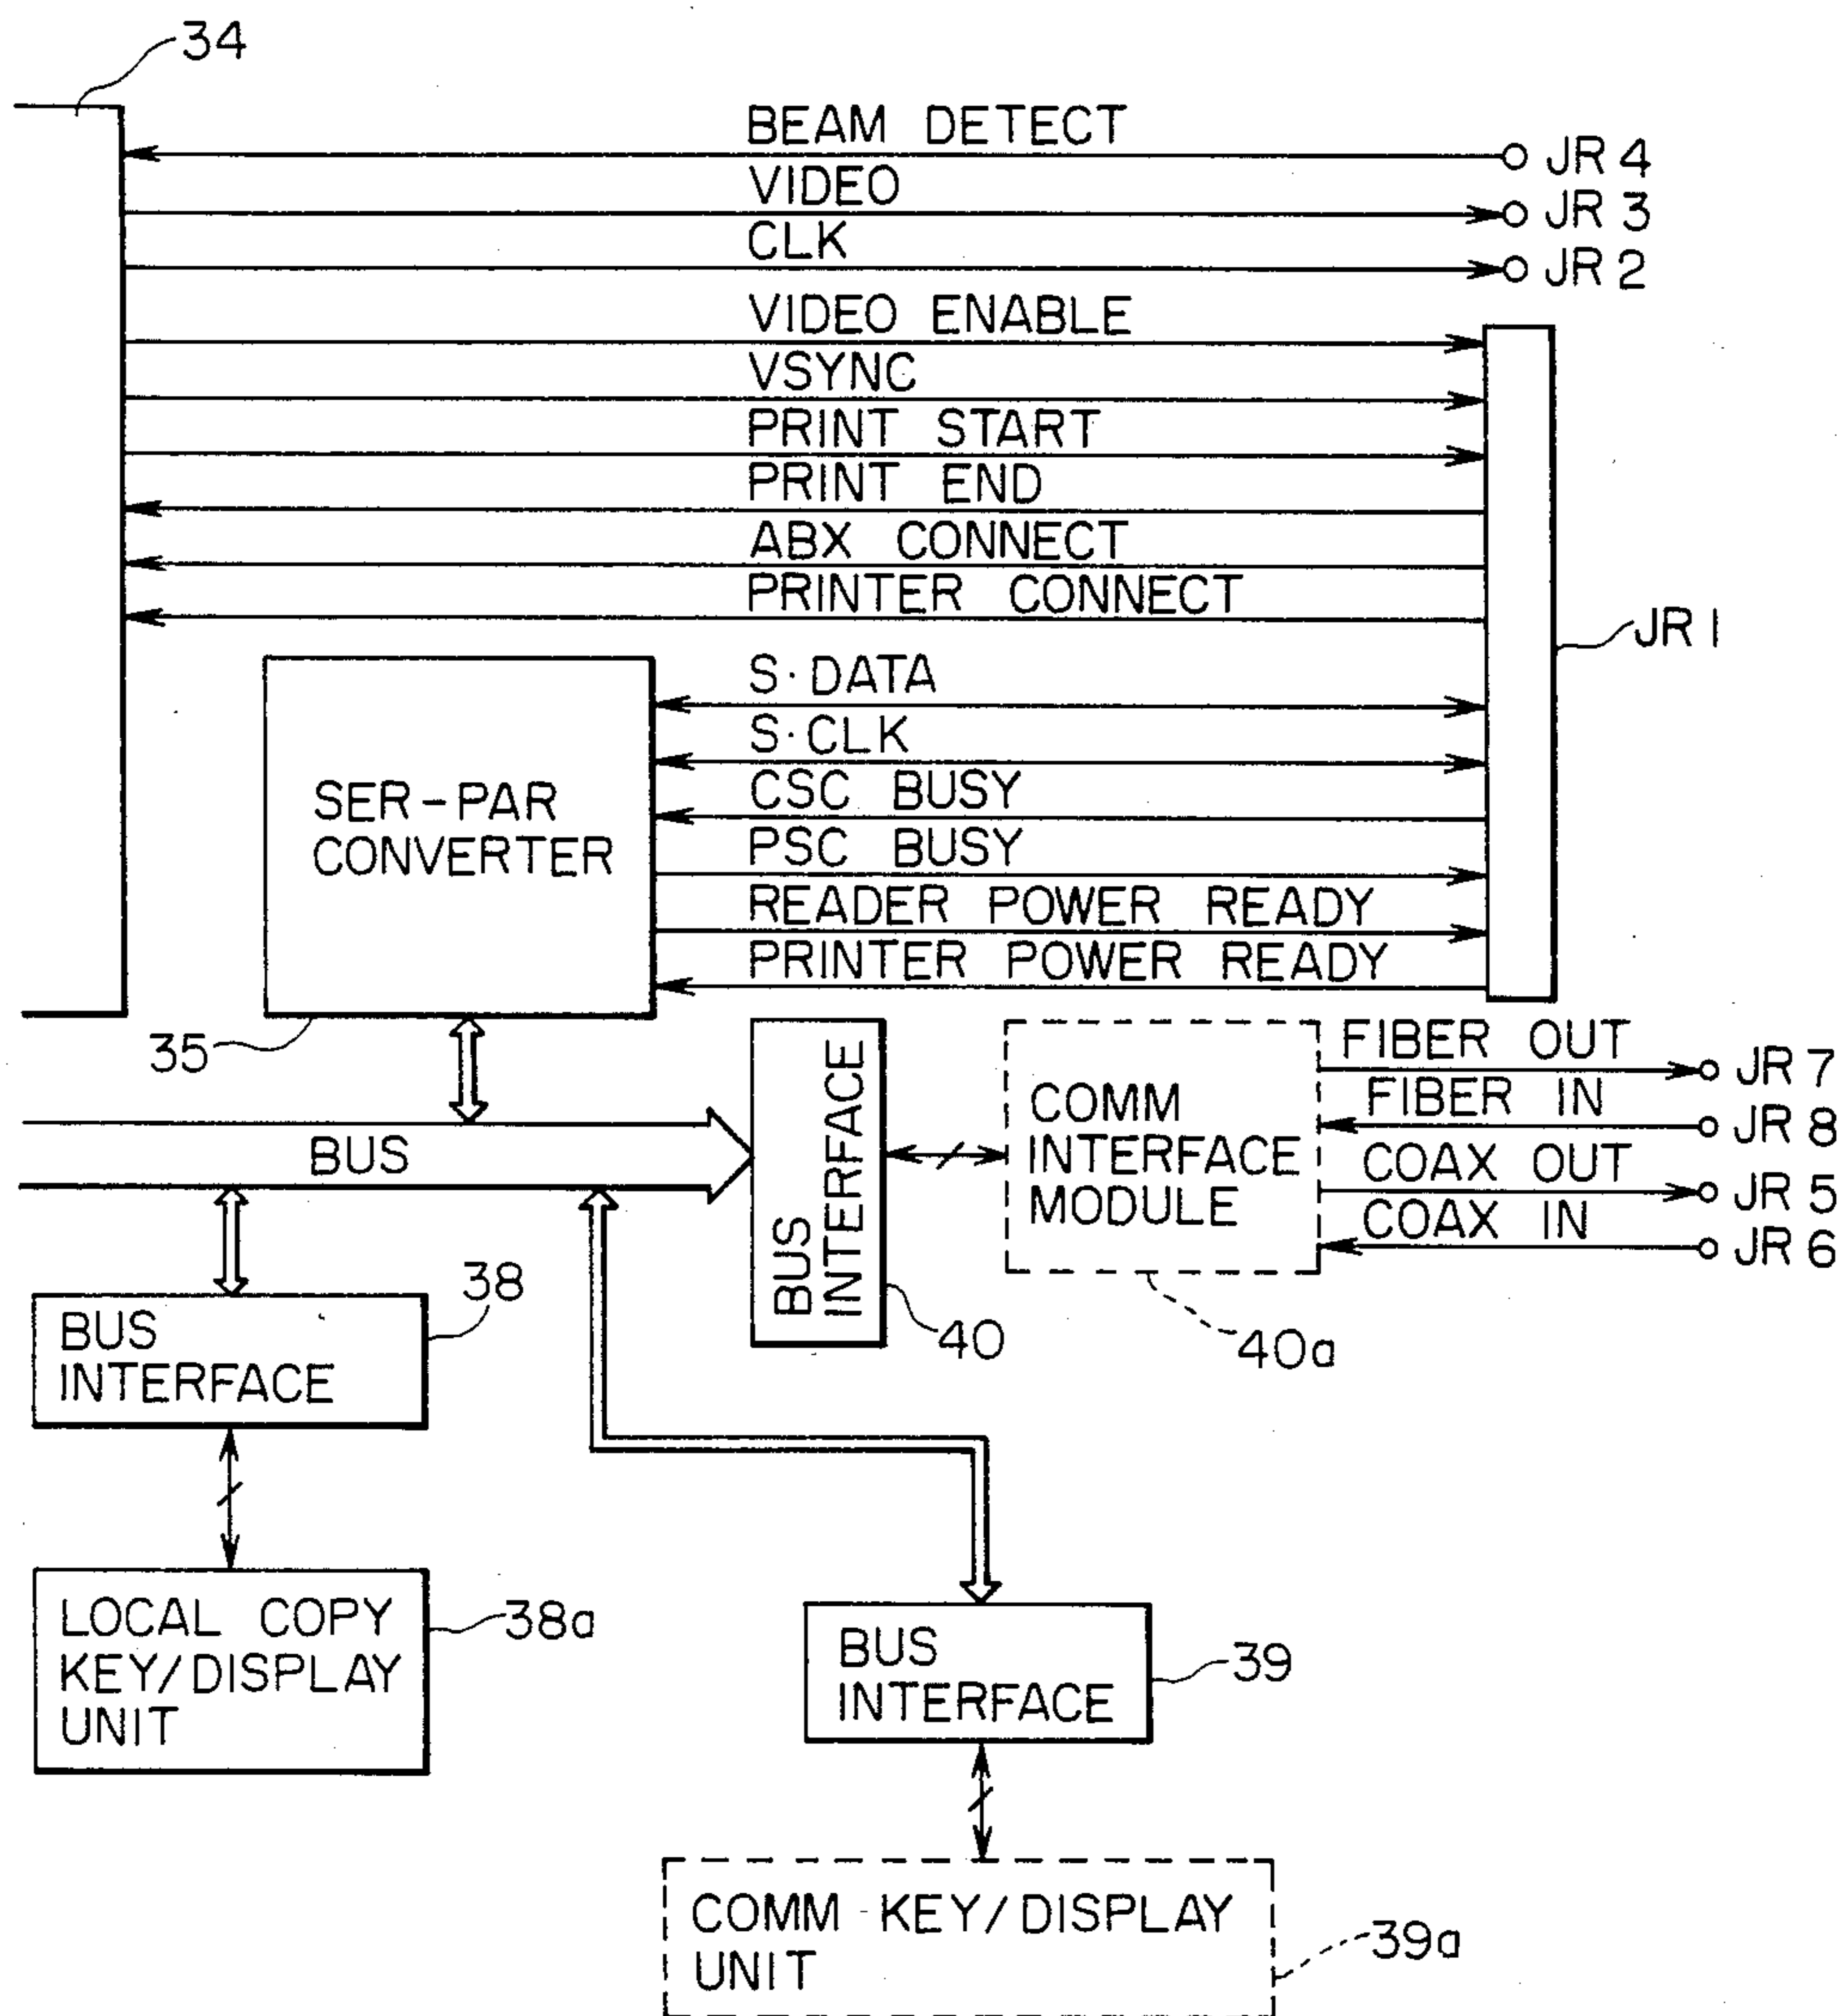 34
BEAM DETECT
JR 4
VIDEO
JR 3
CLK
JR 2
VIDEO ENABLE
VSYNC
PRINT START
PRINT END
ABX CONNECT
PRINTER CONNECT
JR 1
S·DATA
S·CLK
CSC BUSY
PSC BUSY
READER POWER READY
PRINTER POWER READY
SER-PAR
CONVERTER
35
BUS
BUS
INTERFACE
40
COMM
INTERFACE
MODULE
40a
FIBER OUT
JR 7
FIBER IN
JR 8
COAX OUT
JR 5
COAX IN
JR 6
BUS
INTERFACE
38
LOCAL COPY
KEY/DISPLAY
UNIT
38a
BUS
INTERFACE
39
COMM KEY/DISPLAY
UNIT
39a